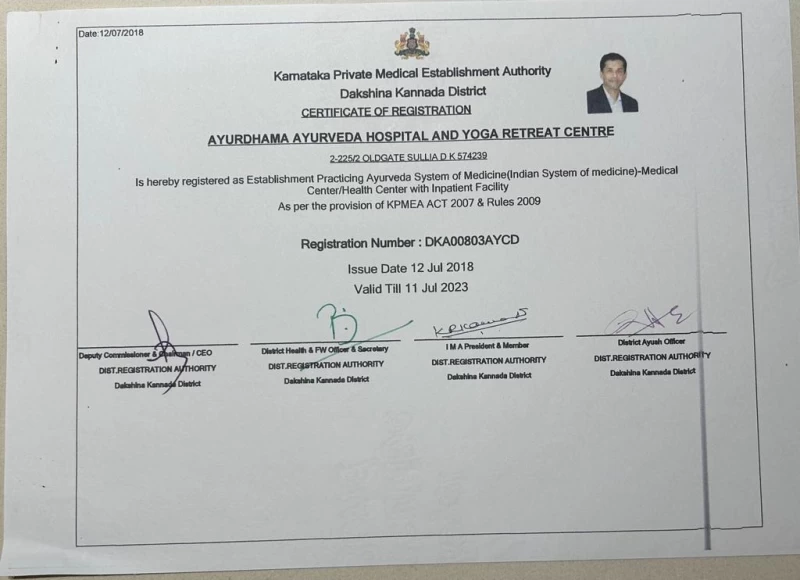 Date:12/07/2018
Karnataka Private Medical Establishment Authority
Dakshina Kannada District
CERTIFICATE OF REGISTRATION
AYURDHAMA AYURVEDA HOSPITAL AND YOGA RETREAT CENTRE
2-225/2 OLDGATE SULLIA D K 574239
Is hereby registered as Establishment Practicing Ayurveda System of Medicine(Indian System of medicine)-Medical
Center/Health Center with Inpatient Facility
As per the provision of KPMEA ACT 2007 & Rules 2009
Registration Number : DKA00803AYCD
Issue Date 12 Jul 2018
Valid Till 11 Jul 2023
Deputy Commissioner & Chairman / CEO
DIST.REGISTRATION AUTHORITY
Dakshina Kannada District
District Health & FW Officer & Secretary
DIST.REGISTRATION AUTHORITY
Dakshina Kannada District
I M A President & Member
DIST.REGISTRATION AUTHORITY
Dakshina Kannada District
District Ayush Officer
DIST.REGISTRATION AUTHORITY
Dakshina Kannada District